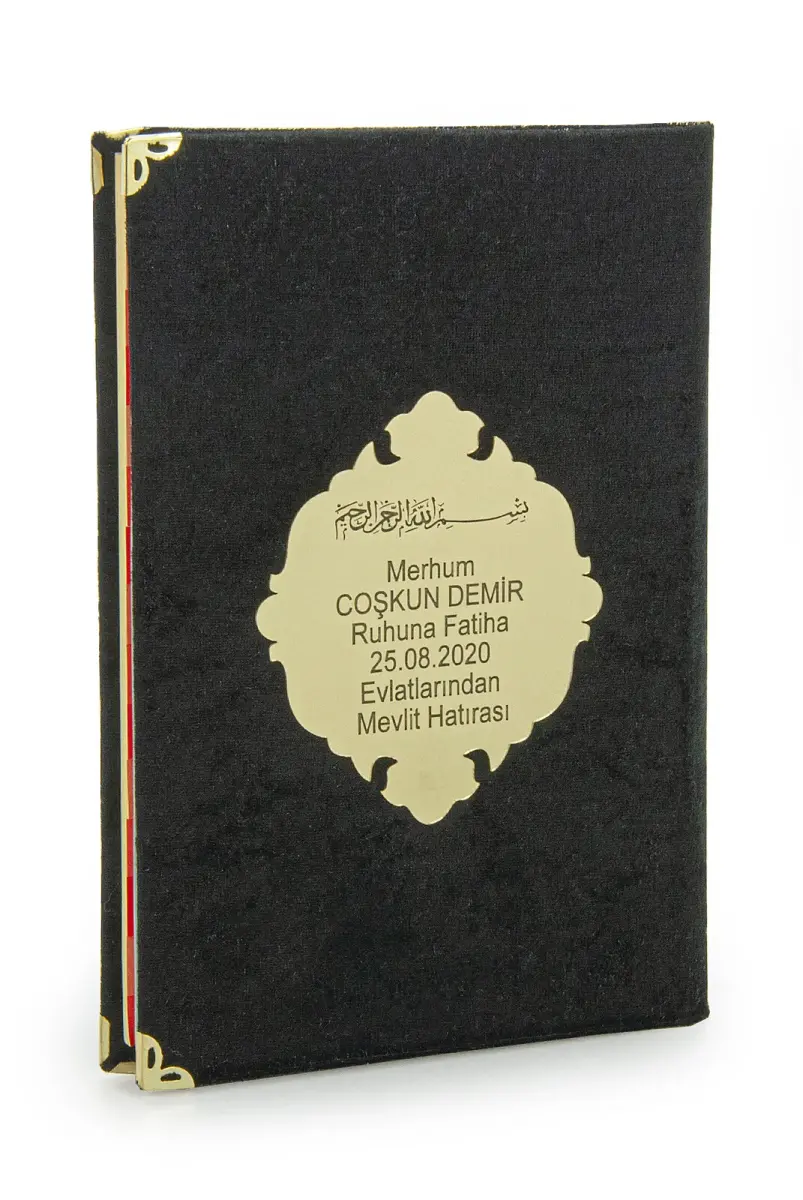 بسم الله الرحمن الرحيم
Merhum
COŞKUN DEMİR
Ruhuna Fatiha
25.08.2020
Evlatlarından
Mevlit Hatırası